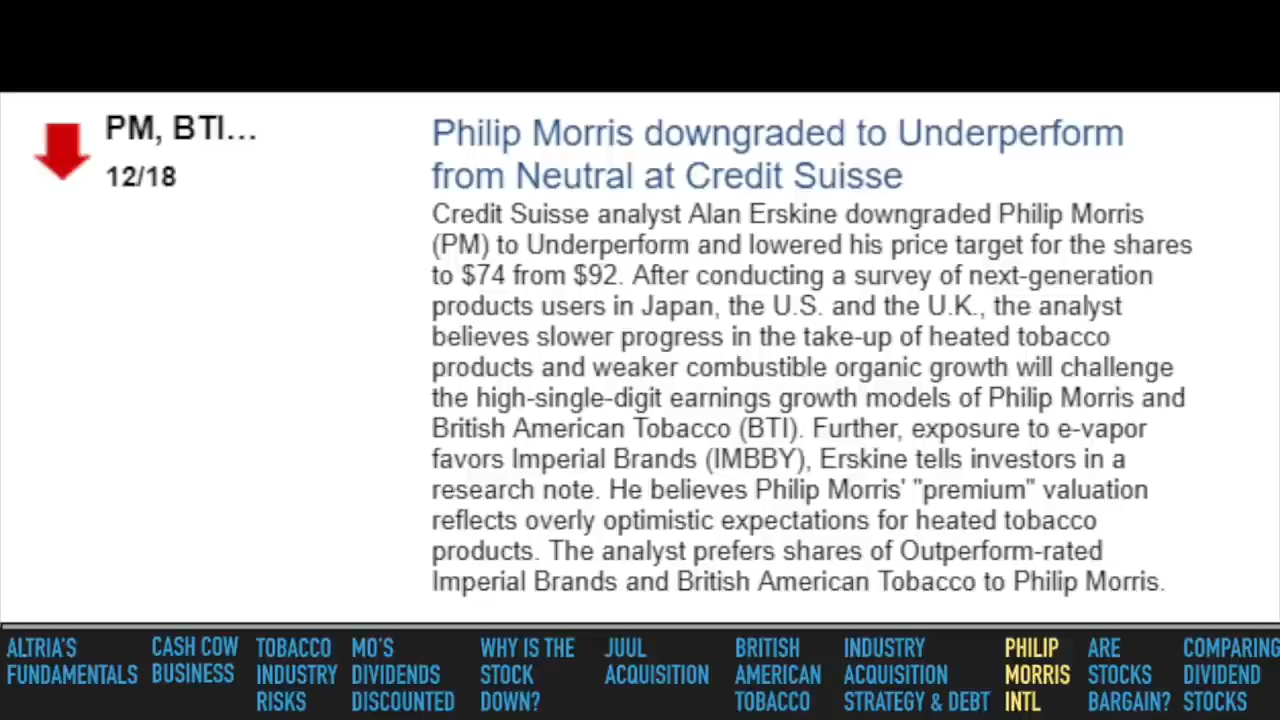 PM, BTI...
12/18
Philip Morris downgraded to Underperform
from Neutral at Credit Suisse
Credit Suisse analyst Alan Erskine downgraded Philip Morris
(PM) to Underperform and lowered his price target for the shares
to $74 from $92. After conducting a survey of next-generation
products users in Japan, the U.S. and the U.K., the analyst
believes slower progress in the take-up of heated tobacco
products and weaker combustible organic growth will challenge
the high-single-digit earnings growth models of Philip Morris and
British American Tobacco (BTI). Further, exposure to e-vapor
favors Imperial Brands (IMBBY), Erskine tells investors in a
research note. He believes Philip Morris' "premium" valuation
reflects overly optimistic expectations for heated tobacco
products. The analyst prefers shares of Outperform-rated
Imperial Brands and British American Tobacco to Philip Morris.
ALTRIA'S
FUNDAMENTALS
CASH COW
BUSINESS
TOBACCO
INDUSTRY
RISKS
MO'S
DIVIDENDS
DISCOUNTED
WHY IS THE
STOCK
DOWN?
JUUL
ACQUISITION
BRITISH
AMERICAN
TOBACCO
INDUSTRY
ACQUISITION
STRATEGY & DEBT
PHILIP
MORRIS
INTL
ARE
STOCKS
BARGAIN?
COMPARING
DIVIDEND
STOCKS